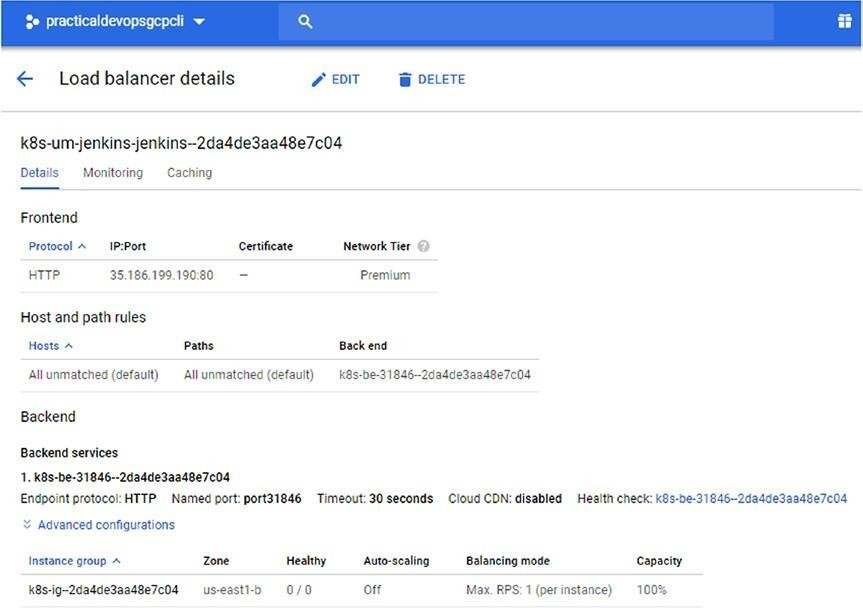 practicaldevopsgcpcli
Load balancer details EDIT DELETE
k8s-um-jenkins-jenkins--2da4de3aa48e7c04
Details Monitoring Caching
Frontend
Protocol IP:Port Certificate Network Tier ?
HTTP 35.186.199.190:80 — Premium
Host and path rules
Hosts Paths Back end
All unmatched (default) All unmatched (default) k8s-be-31846--2da4de3aa48e7c04
Backend
Backend services
1. k8s-be-31846--2da4de3aa48e7c04
Endpoint protocol: HTTP Named port: port31846 Timeout: 30 seconds Cloud CDN: disabled Health check: k8s-be-31846--2da4de3aa48e7c04
Advanced configurations
Instance group Zone Healthy Auto-scaling Balancing mode Capacity
k8s-ig--2da4de3aa48e7c04 us-east1-b 0 / 0 Off Max. RPS: 1 (per instance) 100%